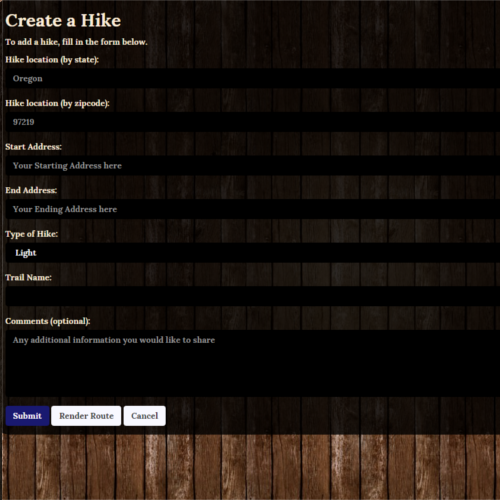 Create a Hike
To add a hike, fill in the form below.
Hike location (by state):
Oregon
Hike location (by zipcode):
97219
Start Address:
Your Starting Address here
End Address:
Your Ending Address here
Type of Hike:
Light
Trail Name:
Comments (optional):
Any additional information you would like to share
Submit Render Route Cancel